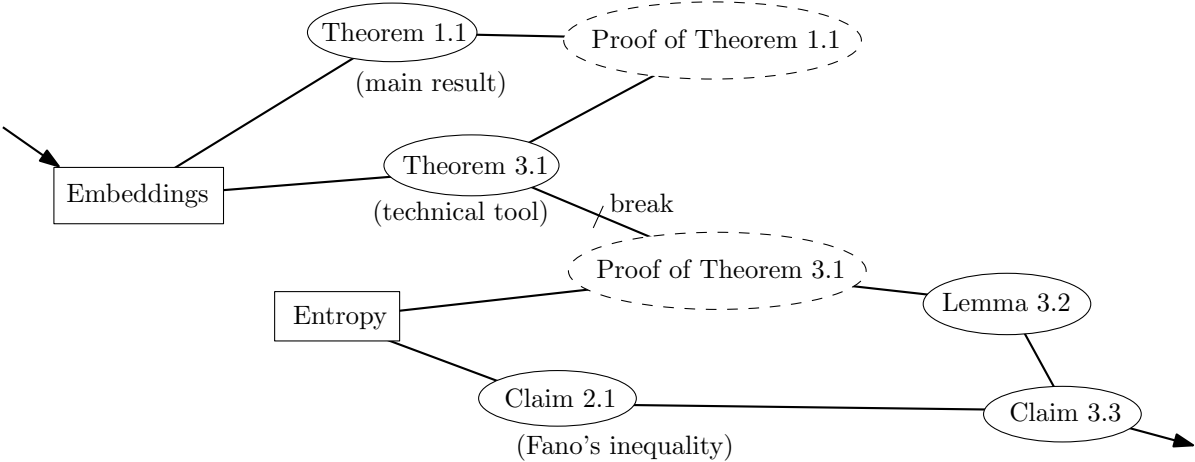 Theorem 1.1
Proof of Theorem 1.1
(main result)
Theorem 3.1
Embeddings
(technical tool)
break
Proof of Theorem 3.1
Lemma 3.2
Entropy
Claim 2.1
Claim 3.3
(Fano's inequality)